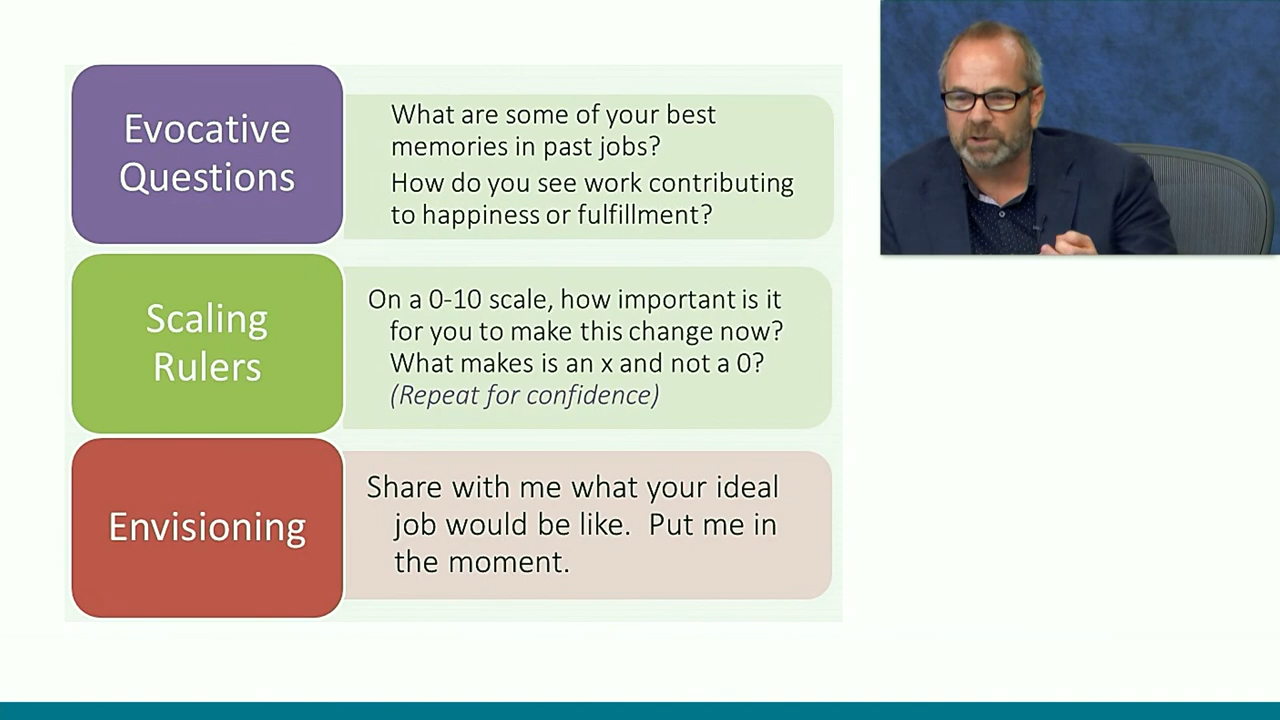 Evocative
Questions
What are some of your best
memories in past jobs?
How do you see work contributing
to happiness or fulfillment?
Scaling
Rulers
On a 0-10 scale, how important is it
for you to make this change now?
What makes is an x and not a 0?
(Repeat for confidence)
Envisioning
Share with me what your ideal
job would be like.  Put me in
the moment.